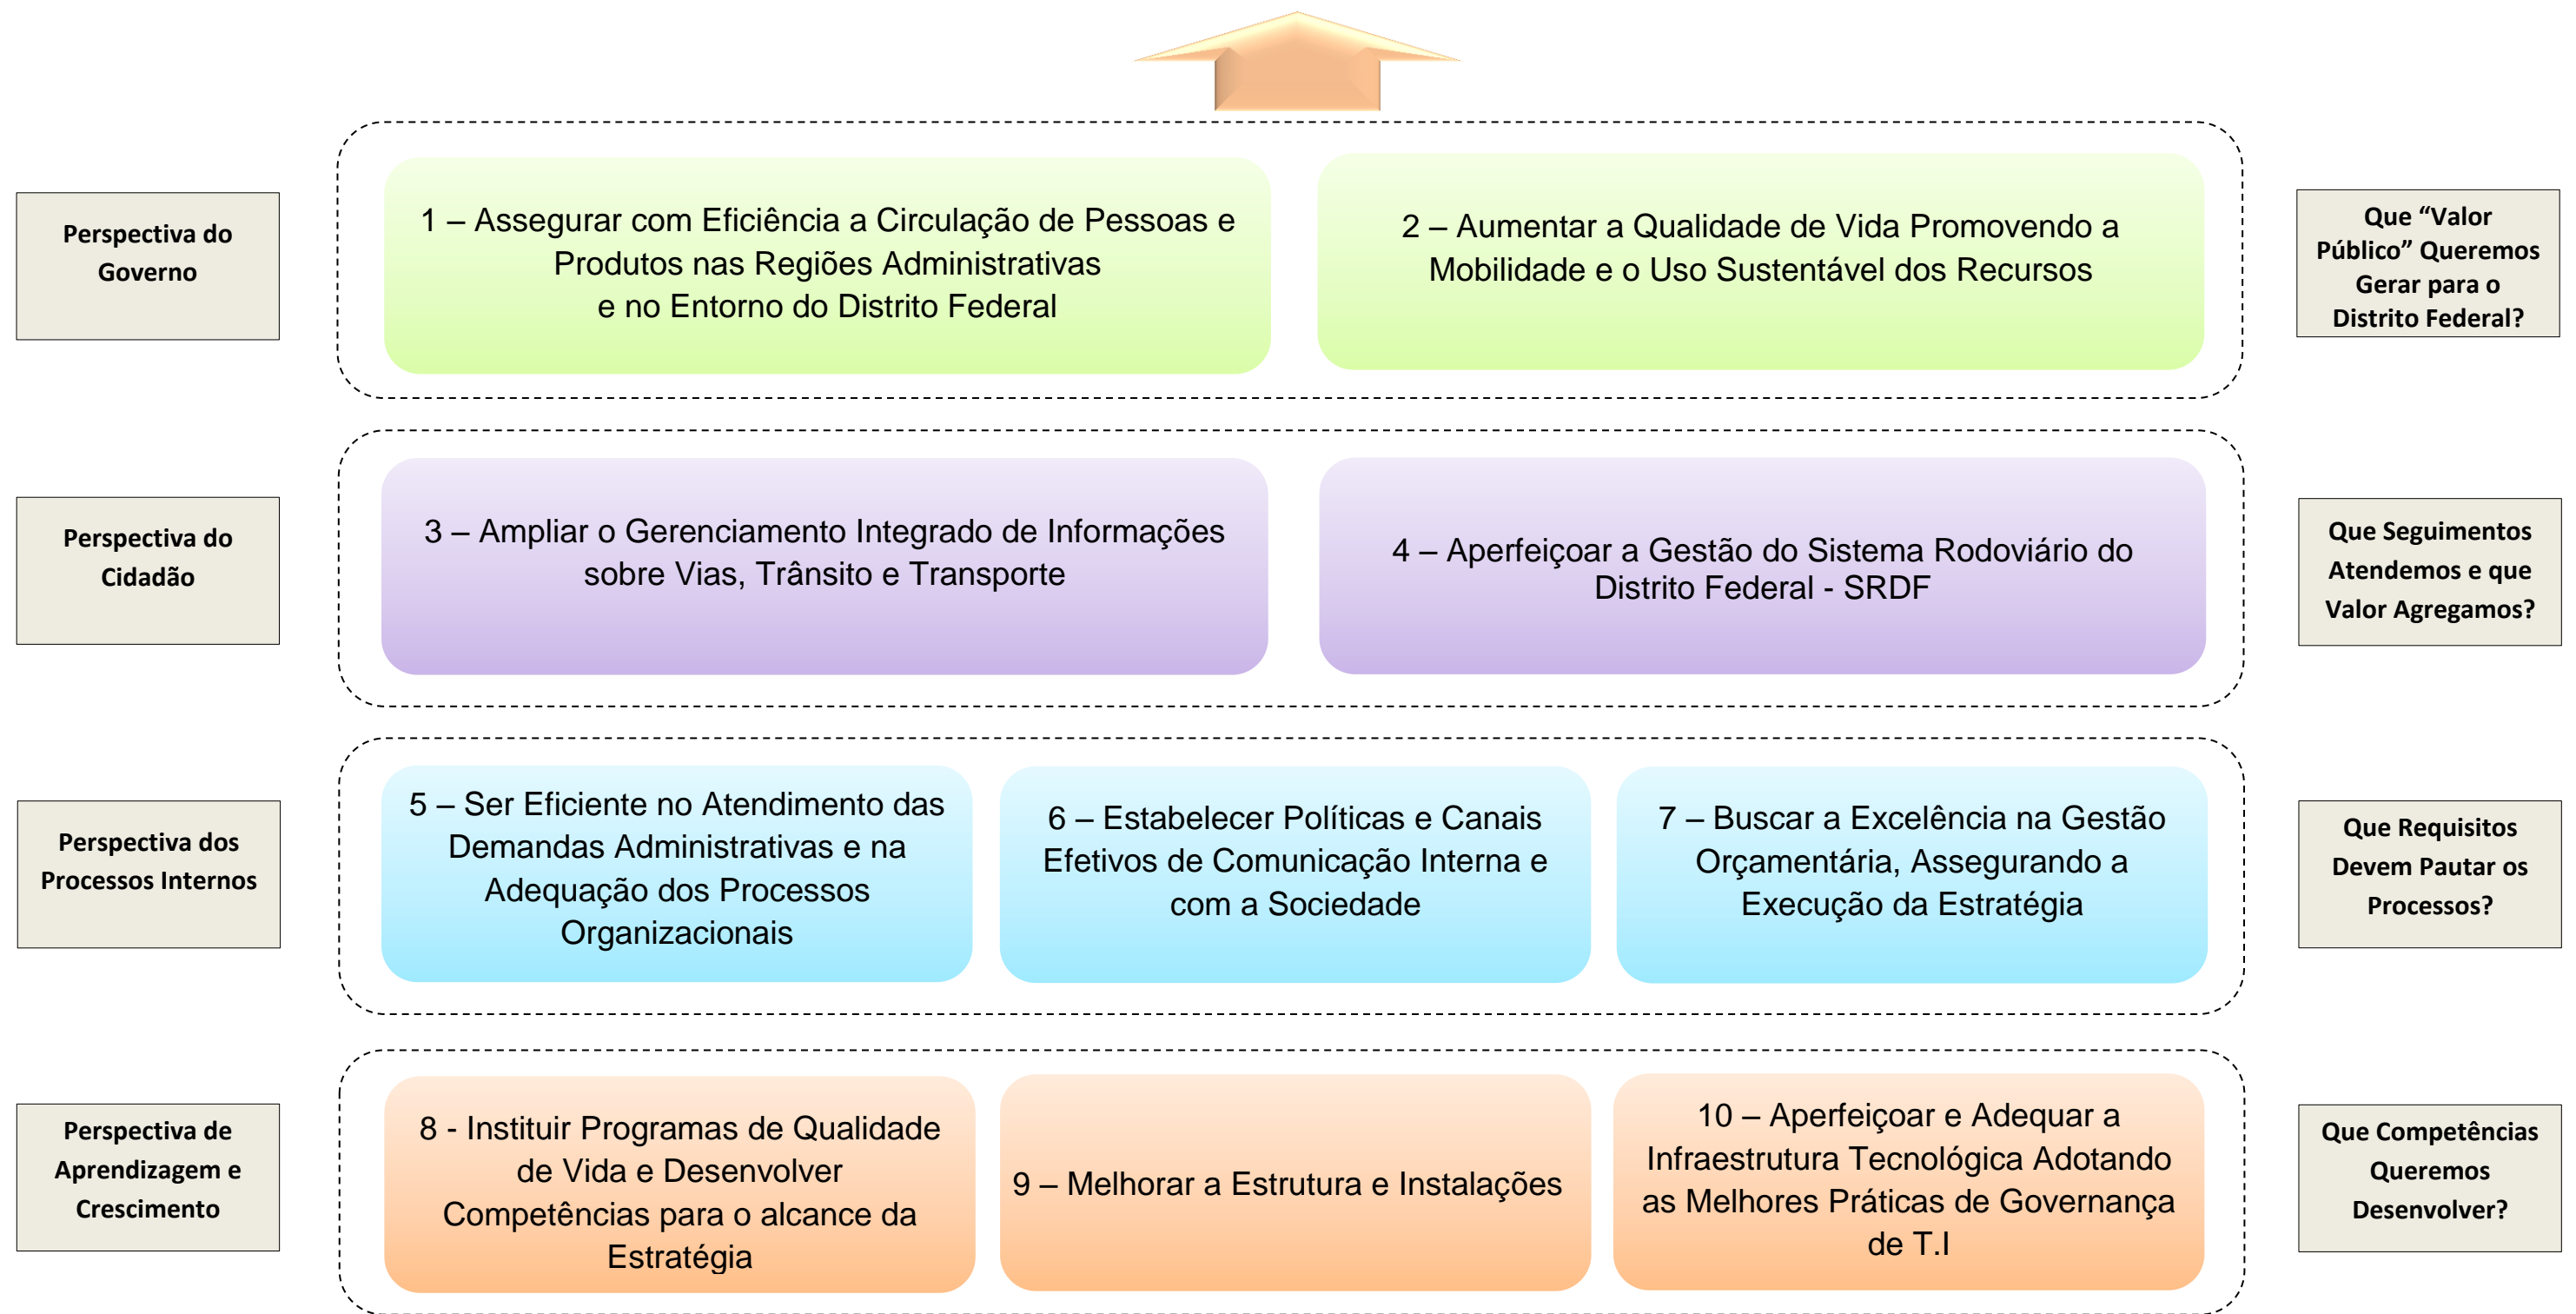 Perspectiva do
Governo
1 – Assegurar com Eficiência a Circulação de Pessoas e
Produtos nas Regiões Administrativas
e no Entorno do Distrito Federal
2 – Aumentar a Qualidade de Vida Promovendo a
Mobilidade e o Uso Sustentável dos Recursos
Que “Valor
Público” Queremos
Gerar para o
Distrito Federal?
Perspectiva do
Cidadão
3 – Ampliar o Gerenciamento Integrado de Informações
sobre Vias, Trânsito e Transporte
4 – Aperfeiçoar a Gestão do Sistema Rodoviário do
Distrito Federal - SRDF
Que Seguimentos
Atendemos e que
Valor Agregamos?
Perspectiva dos
Processos Internos
5 – Ser Eficiente no Atendimento das
Demandas Administrativas e na
Adequação dos Processos
Organizacionais
6 – Estabelecer Políticas e Canais
Efetivos de Comunicação Interna e
com a Sociedade
7 – Buscar a Excelência na Gestão
Orçamentária, Assegurando a
Execução da Estratégia
Que Requisitos
Devem Pautar os
Processos?
Perspectiva de
Aprendizagem e
Crescimento
8 - Instituir Programas de Qualidade
de Vida e Desenvolver
Competências para o alcance da
Estratégia
9 – Melhorar a Estrutura e Instalações
10 – Aperfeiçoar e Adequar a
Infraestrutura Tecnológica Adotando
as Melhores Práticas de Governança
de T.I
Que Competências
Queremos
Desenvolver?